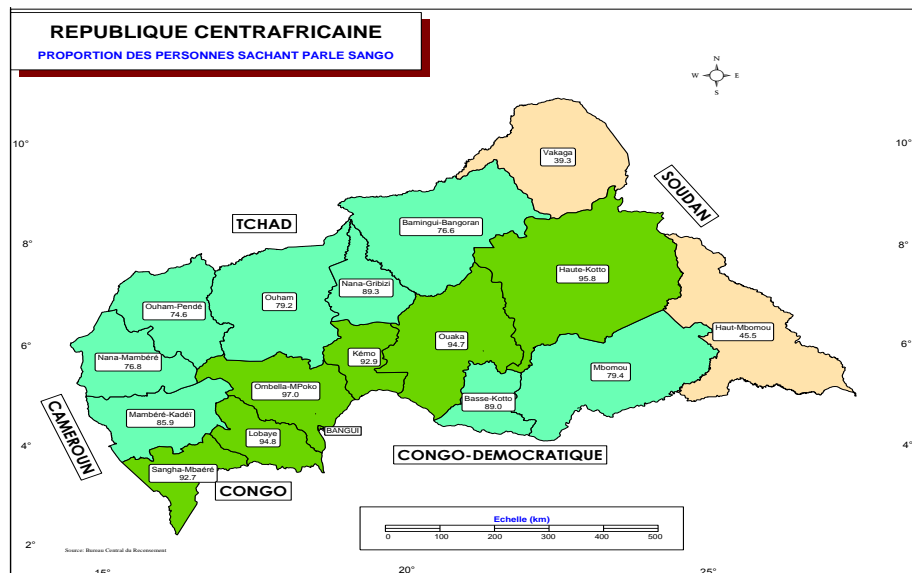 REPUBLIQUE CENTRAFRICAINE
PROPORTION DES PERSONNES SACHANT PARLE SANGO
N
W E
S
10°
10°
Vakaga
39.3
SOUDAN
TCHAD
Bamingui-Bangoran
76.6
8°
8°
Haute-Kotto
95.8
Nana-Gribizi
89.3
Ouham
79.2
Ouham-Pendé
74.6
Haut-Mbomou
45.5
Ouaka
94.7
6°
6°
Kémo
92.9
Nana-Mambéré
76.8
Mbomou
79.4
Ombella-MPoko
97.0
Basse-Kotto
89.0
Mambéré-Kadéï
85.9
BANGUI
Lobaye
94.8
CAMEROUN
4°
4°
CONGO-DEMOCRATIQUE
Sangha-Mbaéré
92.7
CONGO
Echelle (km)
0 100 200 300 400 500
2°
2°
Source: Bureau Central du Recensement
15°
20°
25°